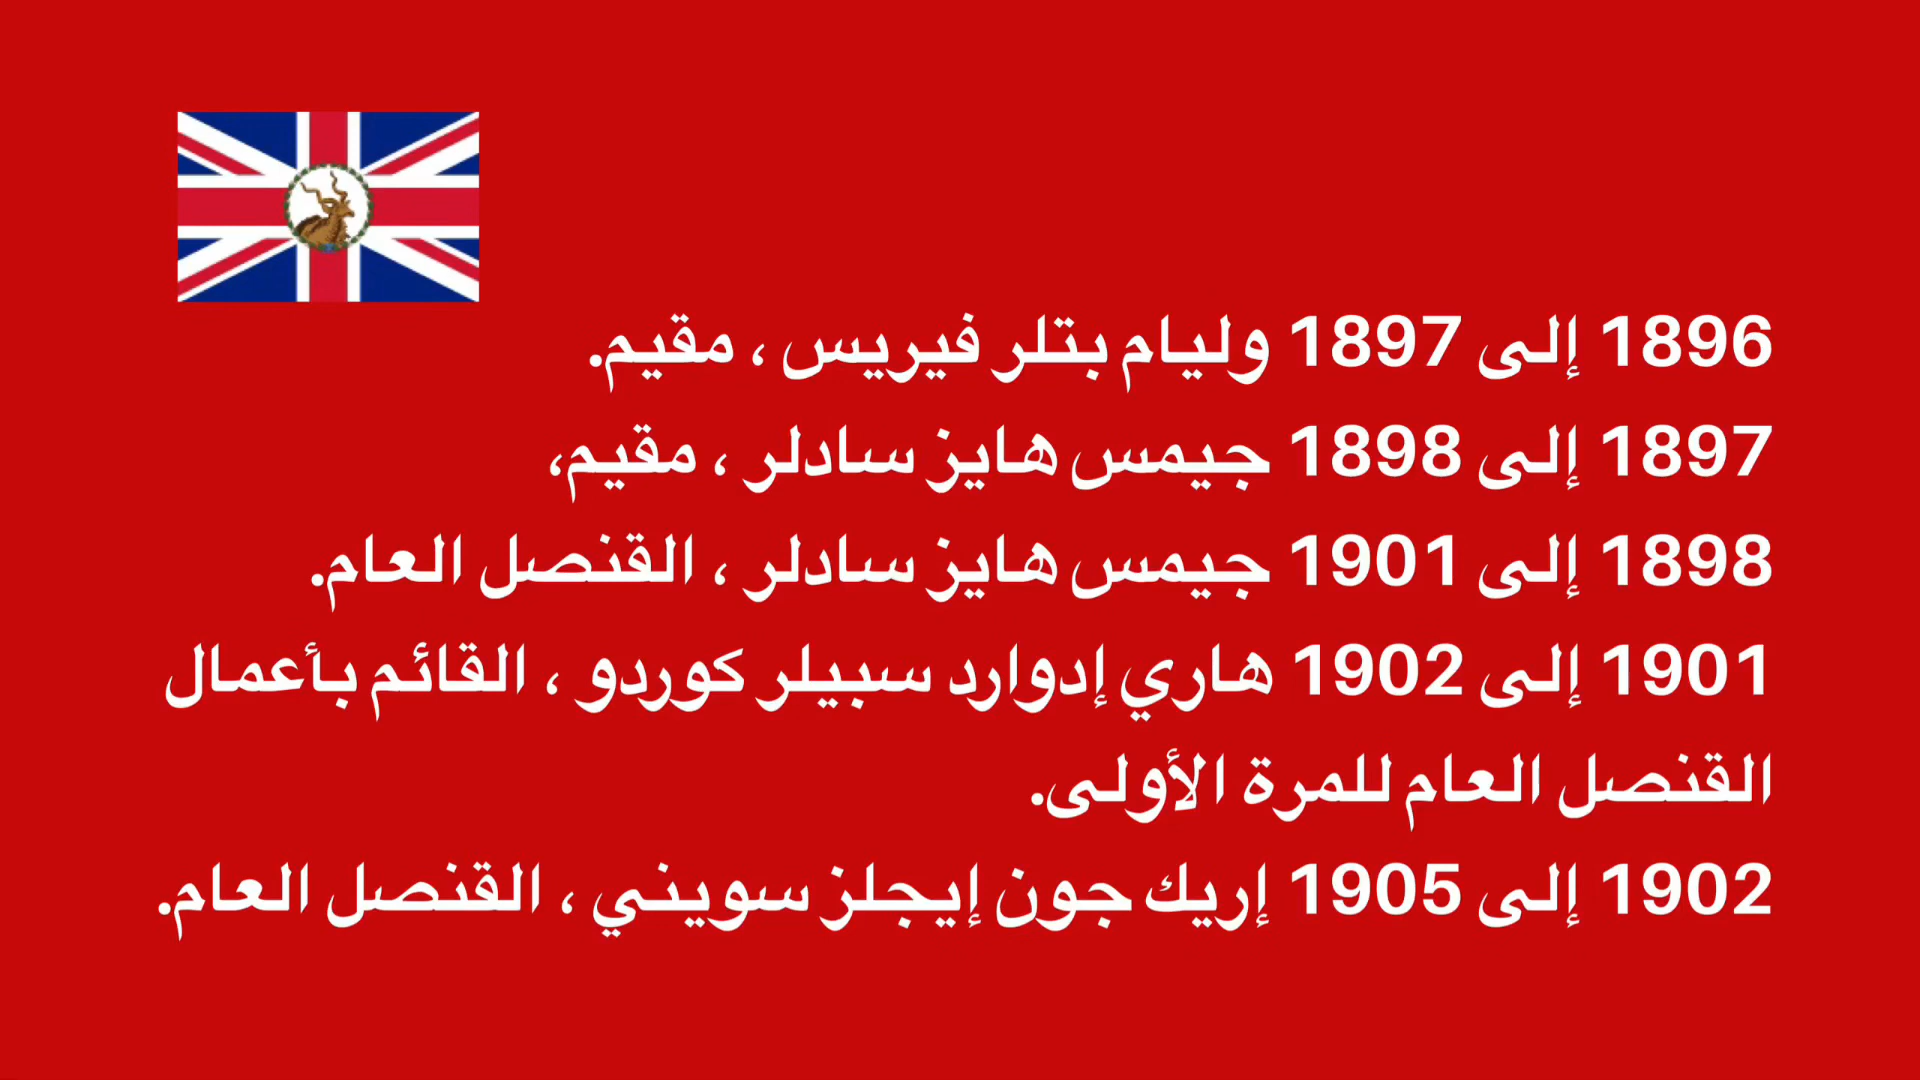 1896 إلى 1897 وليام بتلر فيريس ، مقيم.
1897 إلى 1898 جيمس هايز سادلر ، مقيم،
1898 إلى 1901 جيمس هايز سادلر ، القنصل العام.
1901 إلى 1902 هاري إدوارد سبيلر كوردو ، القائم بأعمال
القنصل العام للمرة الأولى.
1902 إلى 1905 إريك جون إيجلز سويني ، القنصل العام.